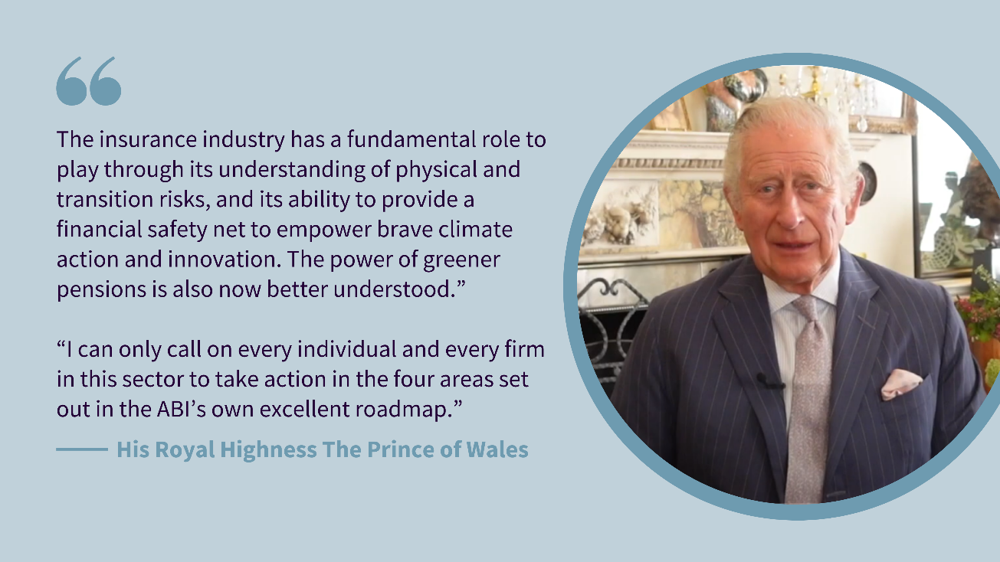 “
The insurance industry has a fundamental role to
play through its understanding of physical and
transition risks, and its ability to provide a
financial safety net to empower brave climate
action and innovation. The power of greener
pensions is also now better understood.”
“I can only call on every individual and every firm
in this sector to take action in the four areas set
out in the ABI’s own excellent roadmap.”
—— His Royal Highness The Prince of Wales